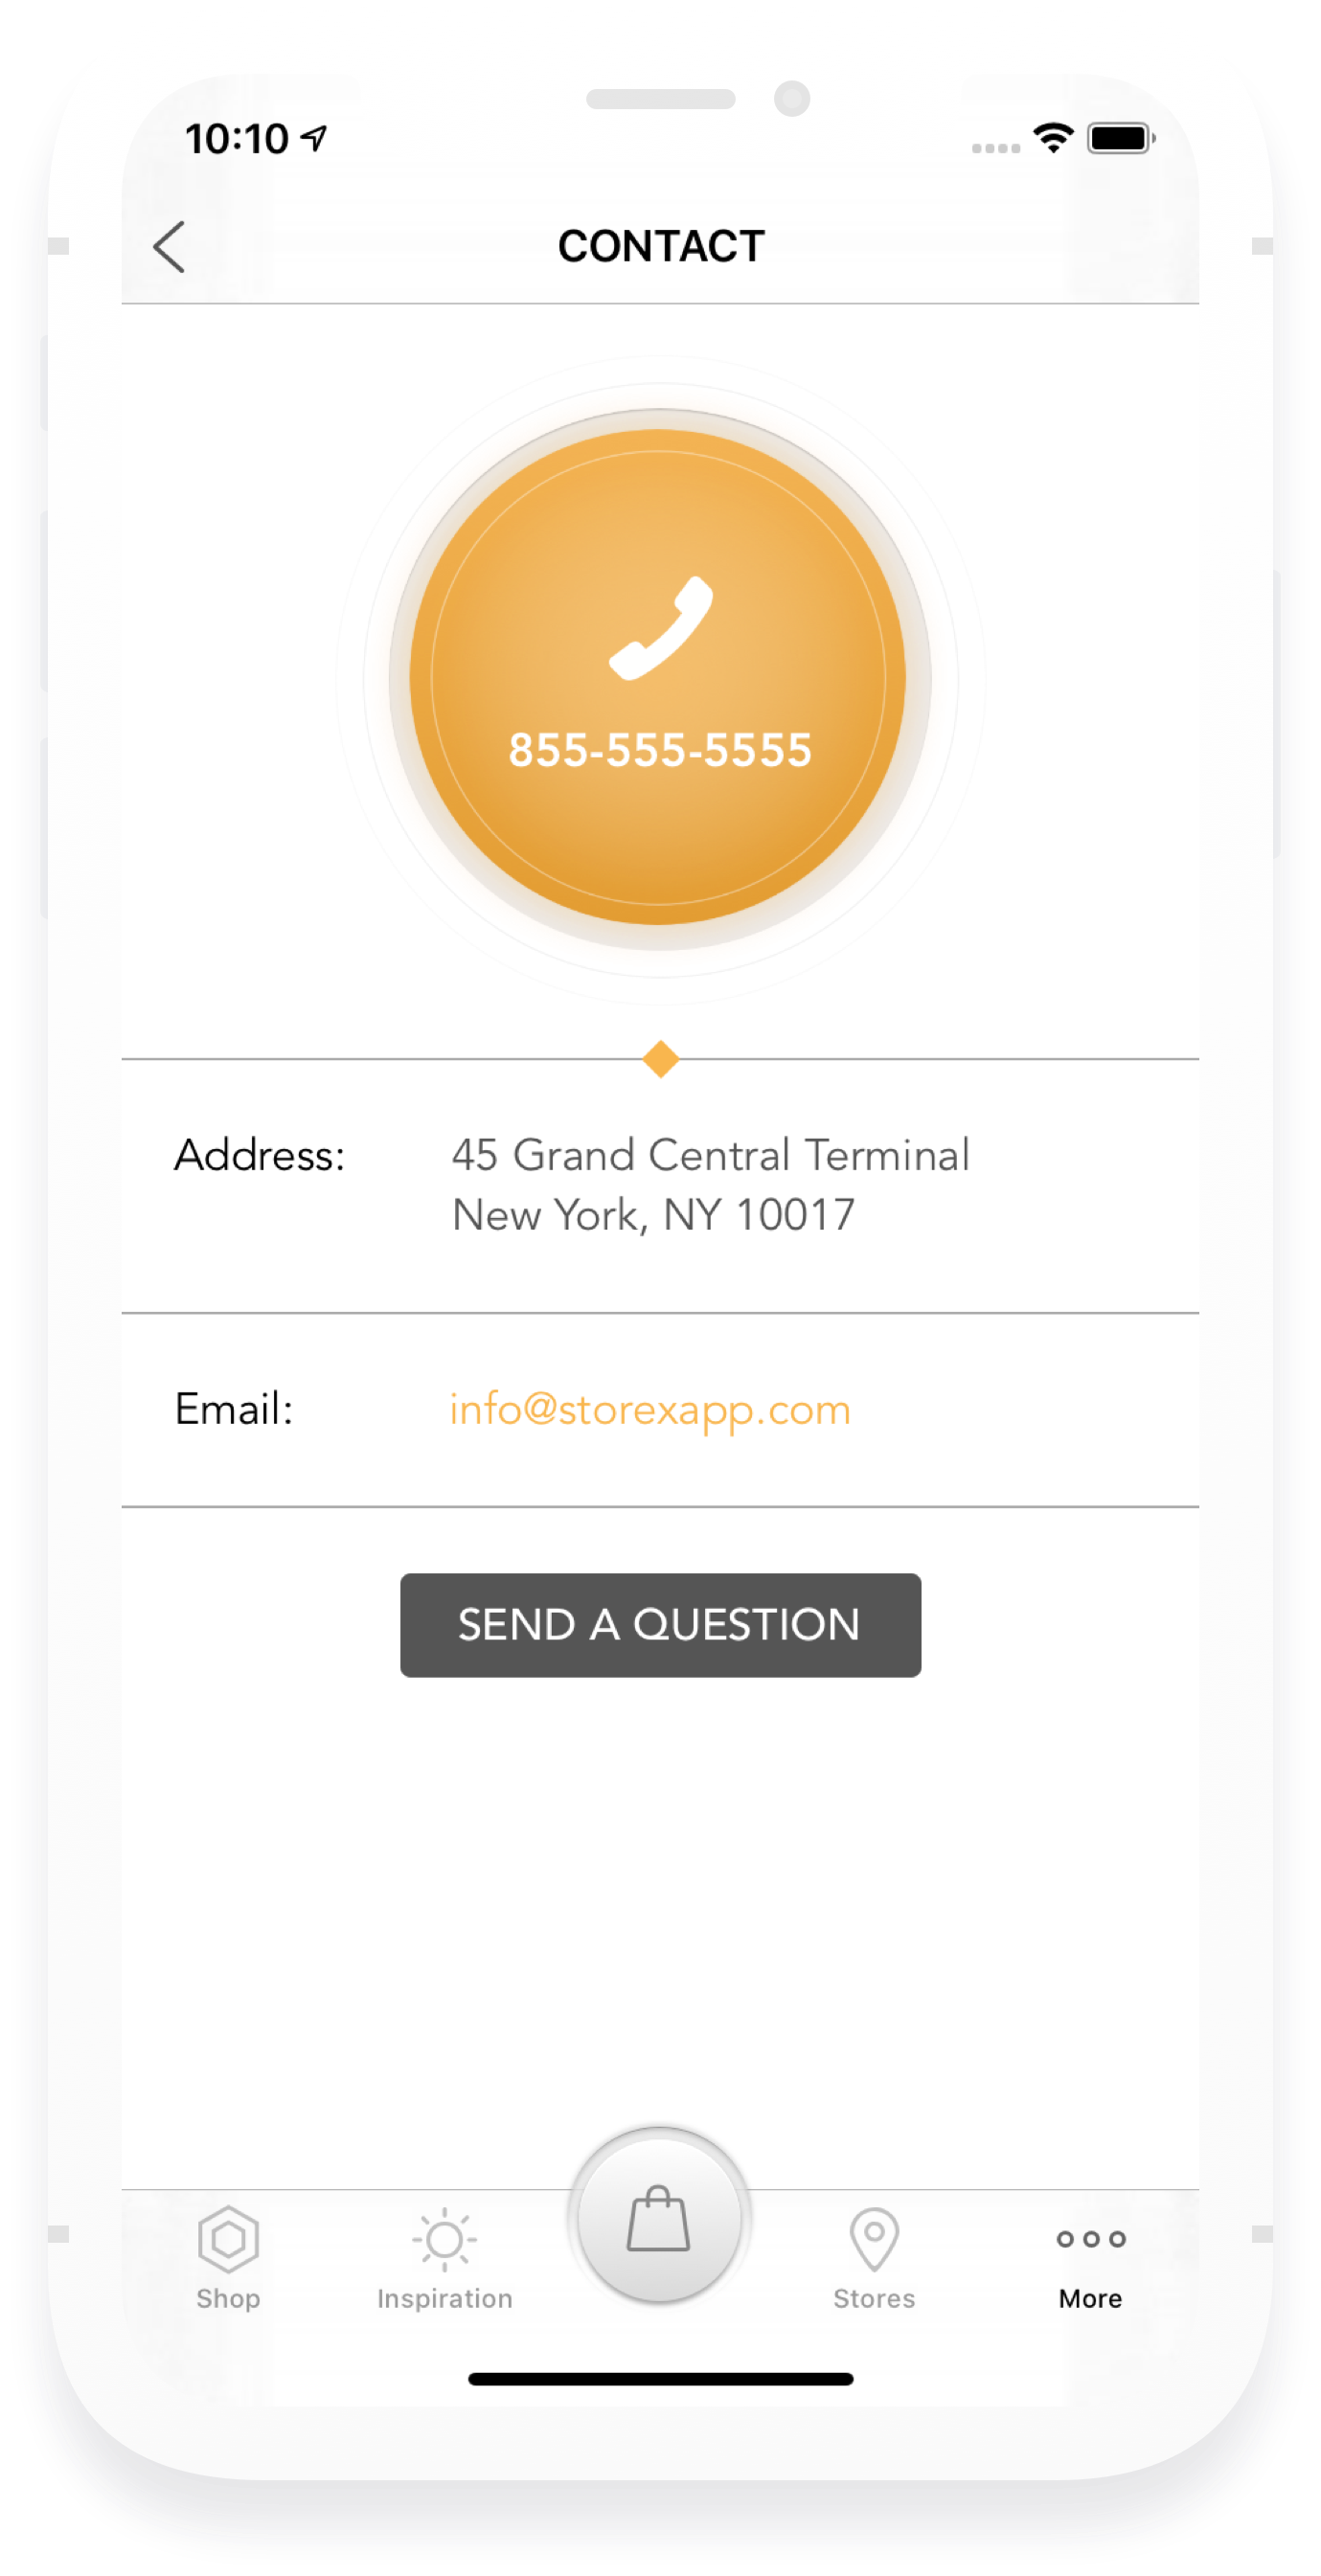 10:10
CONTACT
855-555-5555
Address:
45 Grand Central Terminal
New York, NY 10017
Email:
info@storexapp.com
SEND A QUESTION
Shop
Inspiration
Stores
More